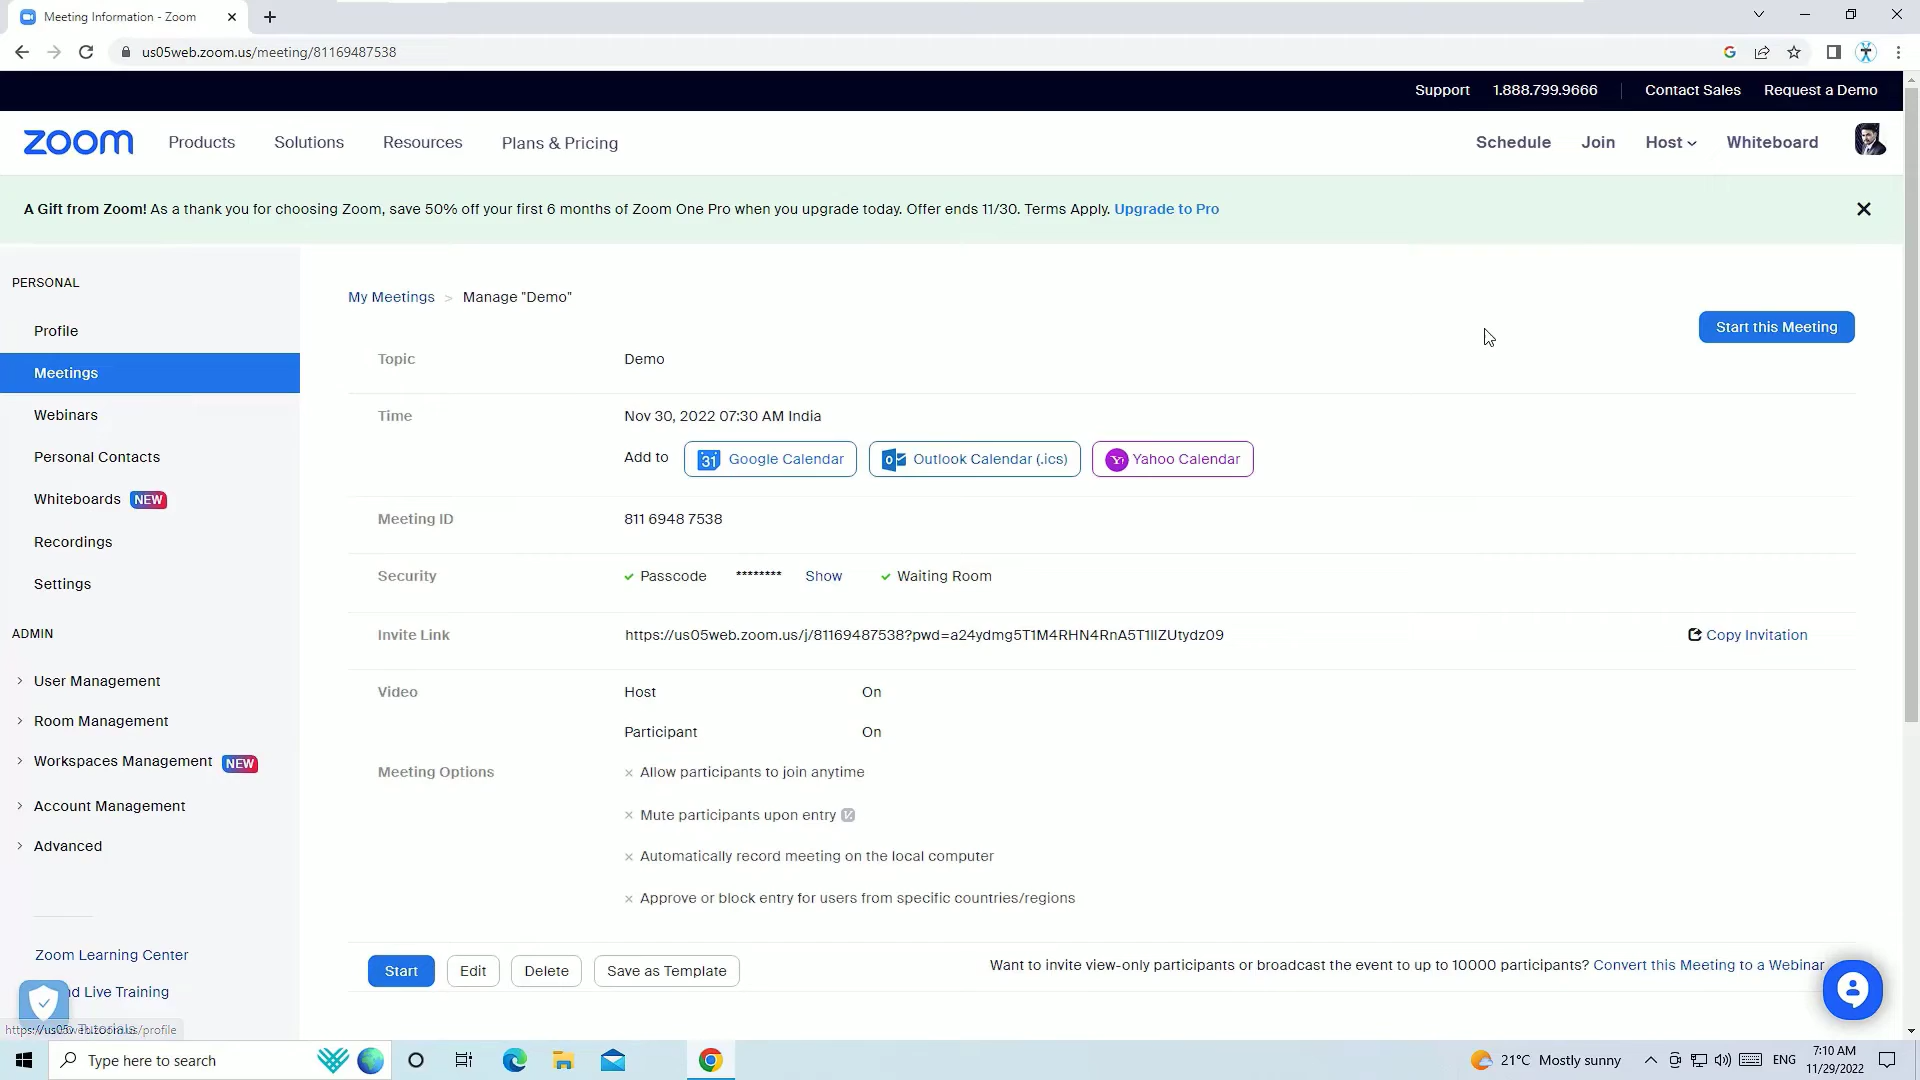 Meeting Information - Zoom
us05web.zoom.us/meeting/81169487538
Support 1.888.799.9666 Contact Sales Request a Demo
zoom Products Solutions Resources Plans & Pricing Schedule Join Host Whiteboard
A Gift from Zoom! As a thank you for choosing Zoom, save 50% off your first 6 months of Zoom One Pro when you upgrade today. Offer ends 11/30. Terms Apply. Upgrade to Pro
PERSONAL
Profile
Meetings
Webinars
Personal Contacts
Whiteboards NEW
Recordings
Settings
ADMIN
User Management
Room Management
Workspaces Management NEW
Account Management
Advanced
Zoom Learning Center
Live Training
https://us05web.zoom.us/profile
My Meetings > Manage "Demo"
Start this Meeting
Topic Demo
Time Nov 30, 2022 07:30 AM India
Add to 31 Google Calendar Outlook Calendar (.ics) Yahoo Calendar
Meeting ID 811 6948 7538
Security Passcode ******** Show Waiting Room
Invite Link https://us05web.zoom.us/j/81169487538?pwd=a24ydmg5T1M4RHN4RnA5T1lIZUtydz09 Copy Invitation
Video Host On
Participant On
Meeting Options Allow participants to join anytime
Mute participants upon entry
Automatically record meeting on the local computer
Approve or block entry for users from specific countries/regions
Start Edit Delete Save as Template Want to invite view-only participants or broadcast the event to up to 10000 participants? Convert this Meeting to a Webinar
Type here to search
21°C Mostly sunny ENG
7:10 AM
11/29/2022